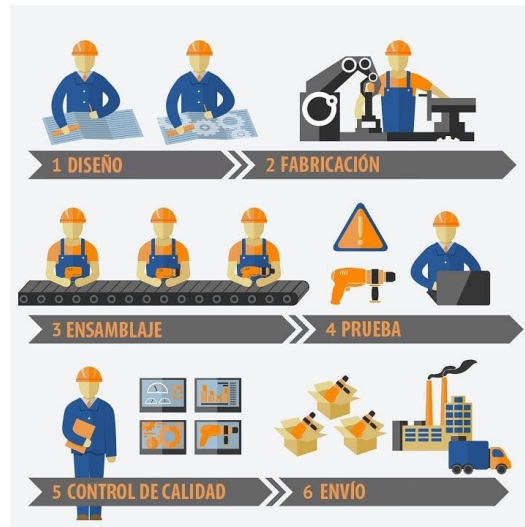 1 DISEÑO
2 FABRICACIÓN
3 ENSAMBLAJE
4 PRUEBA
5 CONTROL DE CALIDAD
6 ENVÍO